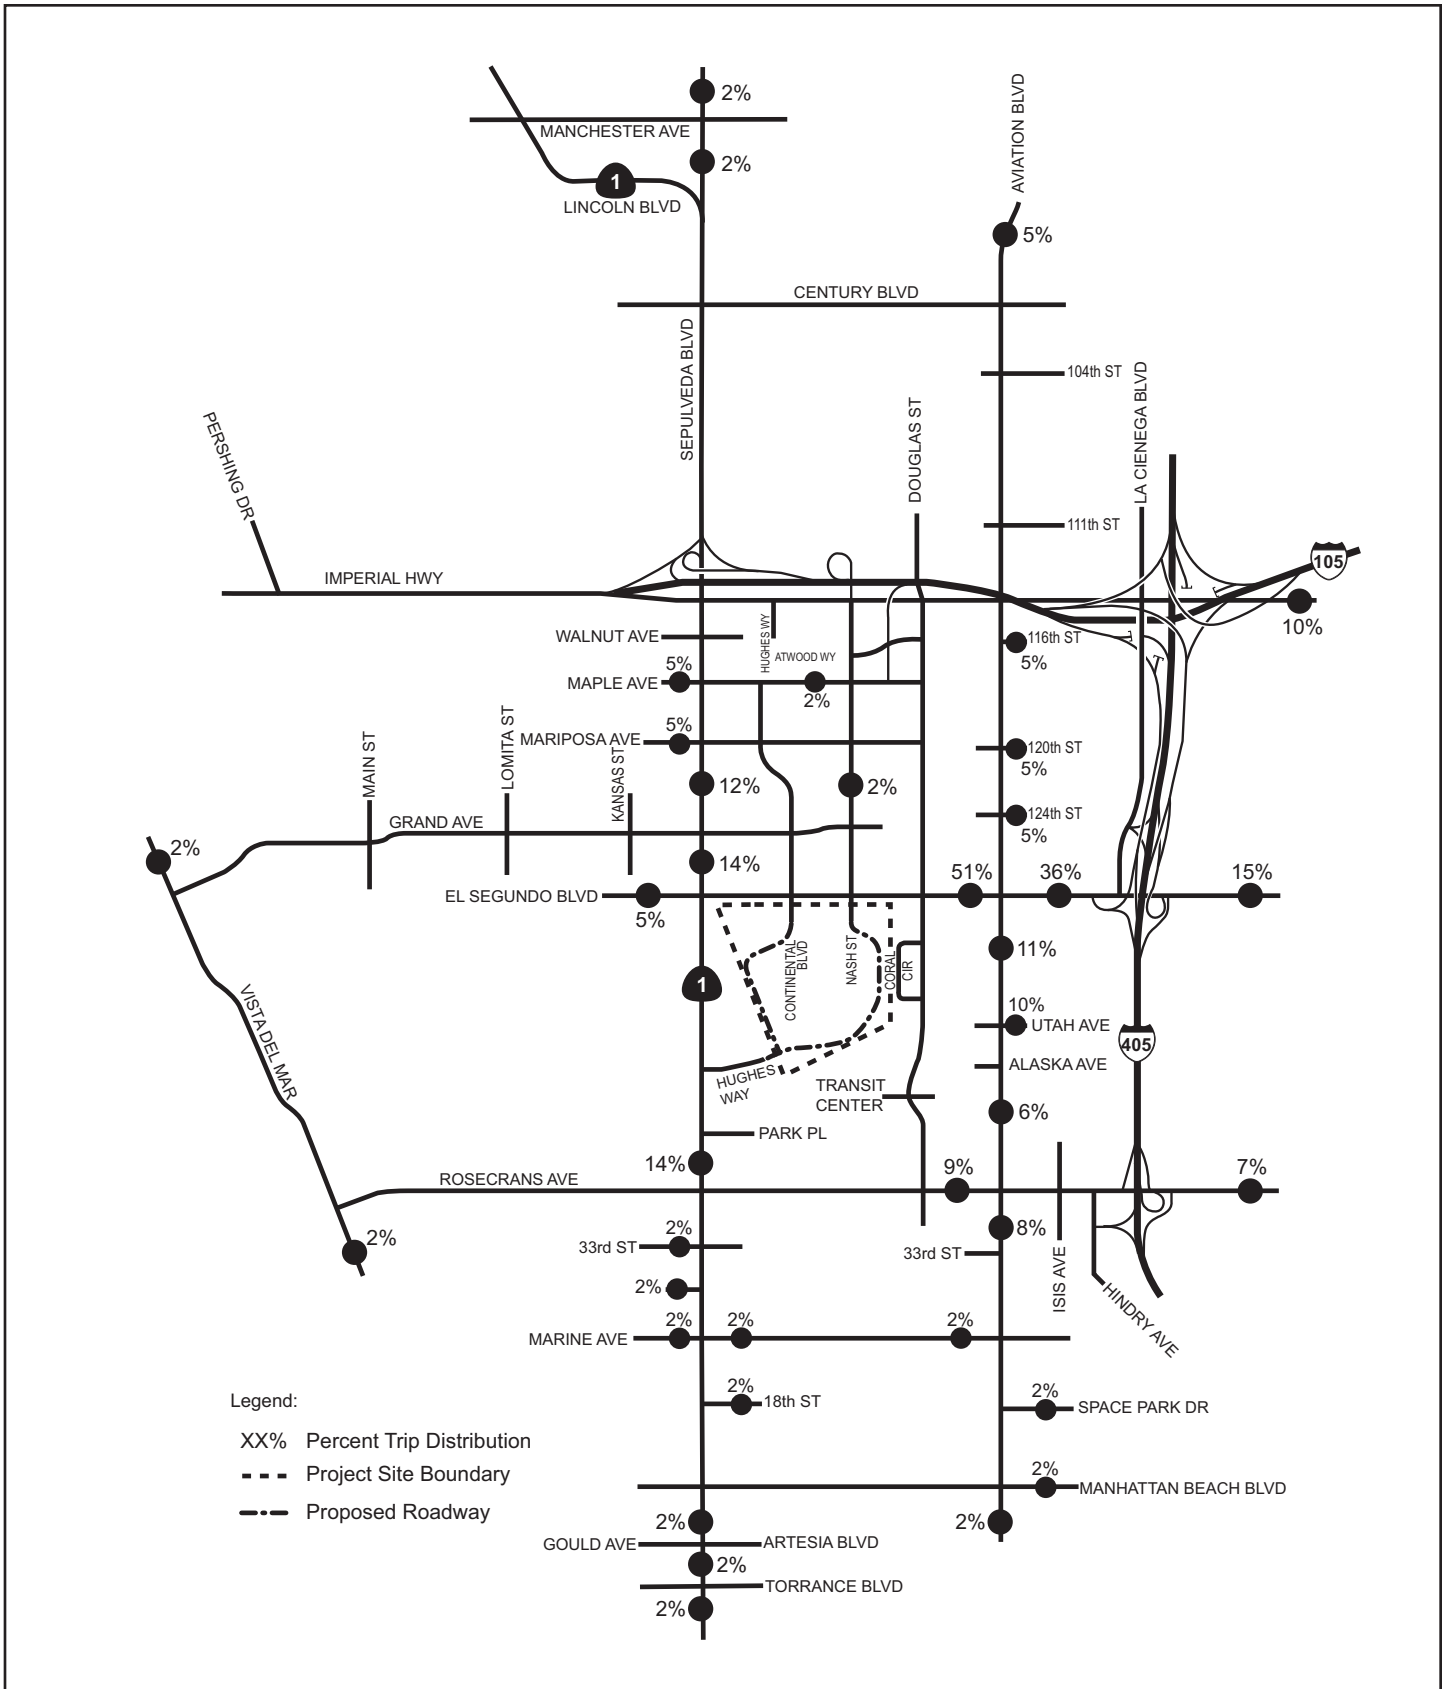 2%
MANCHESTER AVE
2%
1
LINCOLN BLVD
AVIATION BLVD
5%
CENTURY BLVD
SEPULVEDA BLVD
104th ST
LA CIENEGA BLVD
DOUGLAS ST
PERSHING DR
111th ST
105
IMPERIAL HWY
10%
WALNUT AVE
HUGHES WY
ATWOOD WY
116th ST
5%
5%
MAPLE AVE
2%
5%
MARIPOSA AVE
120th ST
5%
MAIN ST
LOMITA ST
KANSAS ST
12%
2%
124th ST
5%
GRAND AVE
2%
14%
51%
36%
15%
EL SEGUNDO BLVD
5%
11%
CONTINENTAL
BLVD
NASH ST
CORAL
CIR
1
10%
UTAH AVE
405
VISTA DEL MAR
ALASKA AVE
HUGHES
WAY
TRANSIT
CENTER
6%
PARK PL
14%
9%
7%
ROSECRANS AVE
2%
2%
8%
33rd ST
33rd ST
ISIS AVE
HINDRY AVE
2%
2%
2%
2%
MARINE AVE
2%
18th ST
2%
SPACE PARK DR
Legend:
XX% Percent Trip Distribution
Project Site Boundary
Proposed Roadway
2%
MANHATTAN BEACH BLVD
2%
2%
GOULD AVE
ARTESIA BLVD
2%
TORRANCE BLVD
2%